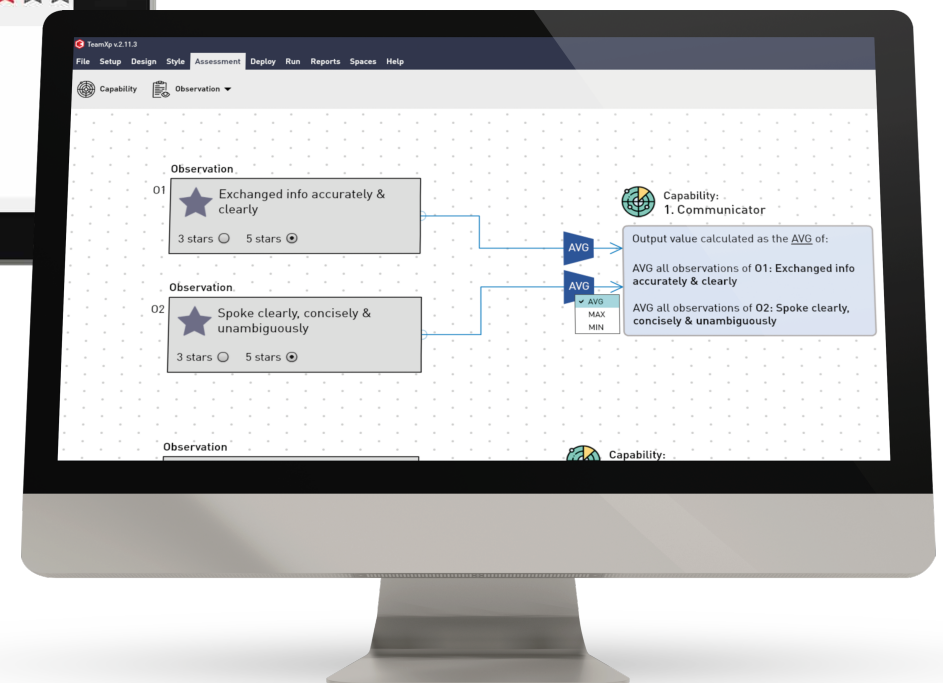 TeamXp v.2.11.3
File Setup Design Style Assessment Deploy Run Reports Spaces Help
Capability Observation
Observation
O1
Exchanged info accurately &
clearly
3 stars 5 stars
Observation
O2
Spoke clearly, concisely &
unambiguously
3 stars 5 stars
AVG
AVG
✔ AVG
MAX
MIN
Capability:
1. Communicator
Output value calculated as the AVG of:
AVG all observations of O1: Exchanged info
accurately & clearly
AVG all observations of O2: Spoke clearly,
concisely & unambiguously
Observation
Capability: